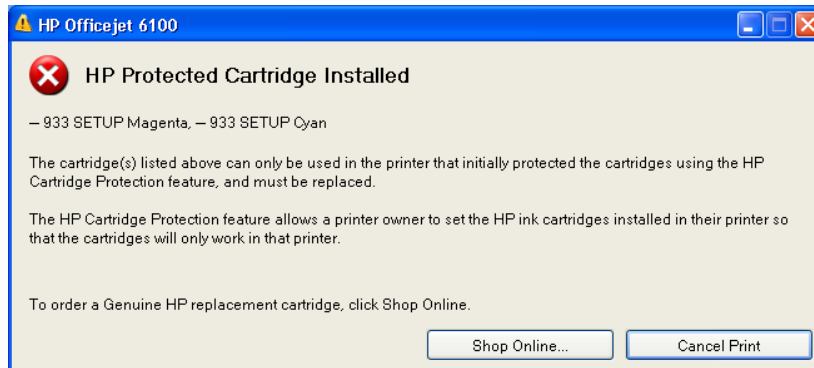 HP Officejet 6100
HP Protected Cartridge Installed
– 933 SETUP Magenta, – 933 SETUP Cyan
The cartridge(s) listed above can only be used in the printer that initially protected the cartridges using the HP
Cartridge Protection feature, and must be replaced.
The HP Cartridge Protection feature allows a printer owner to set the HP ink cartridges installed in their printer so
that the cartridges will only work in that printer.
To order a Genuine HP replacement cartridge, click Shop Online.
Shop Online... Cancel Print